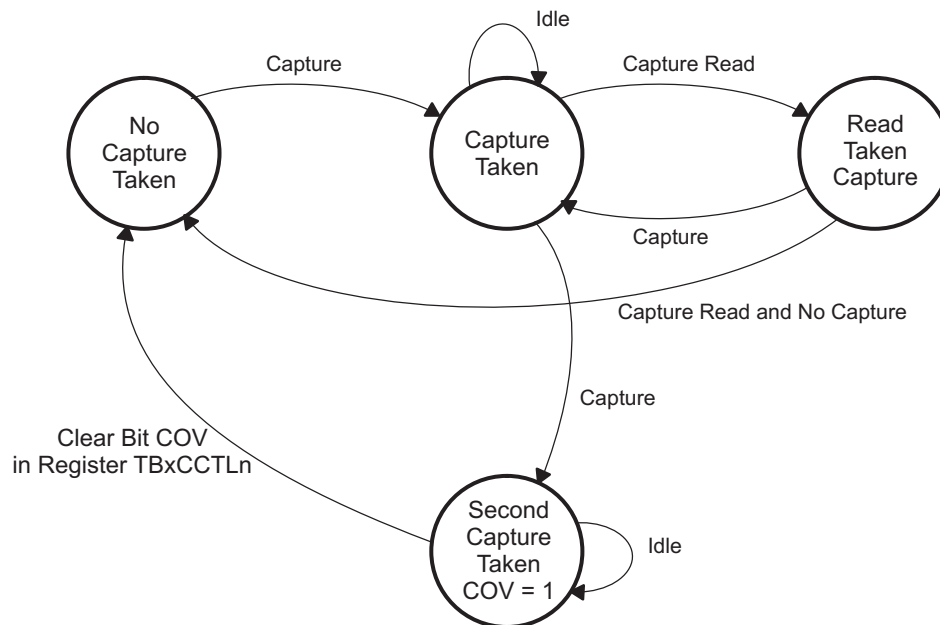 Idle
Capture
Capture Read
No
Capture
Taken
Capture
Taken
Read
Taken
Capture
Capture
Capture Read and No Capture
Capture
Clear Bit COV
in Register TBxCCTLn
Second
Capture
Taken
COV = 1
Idle